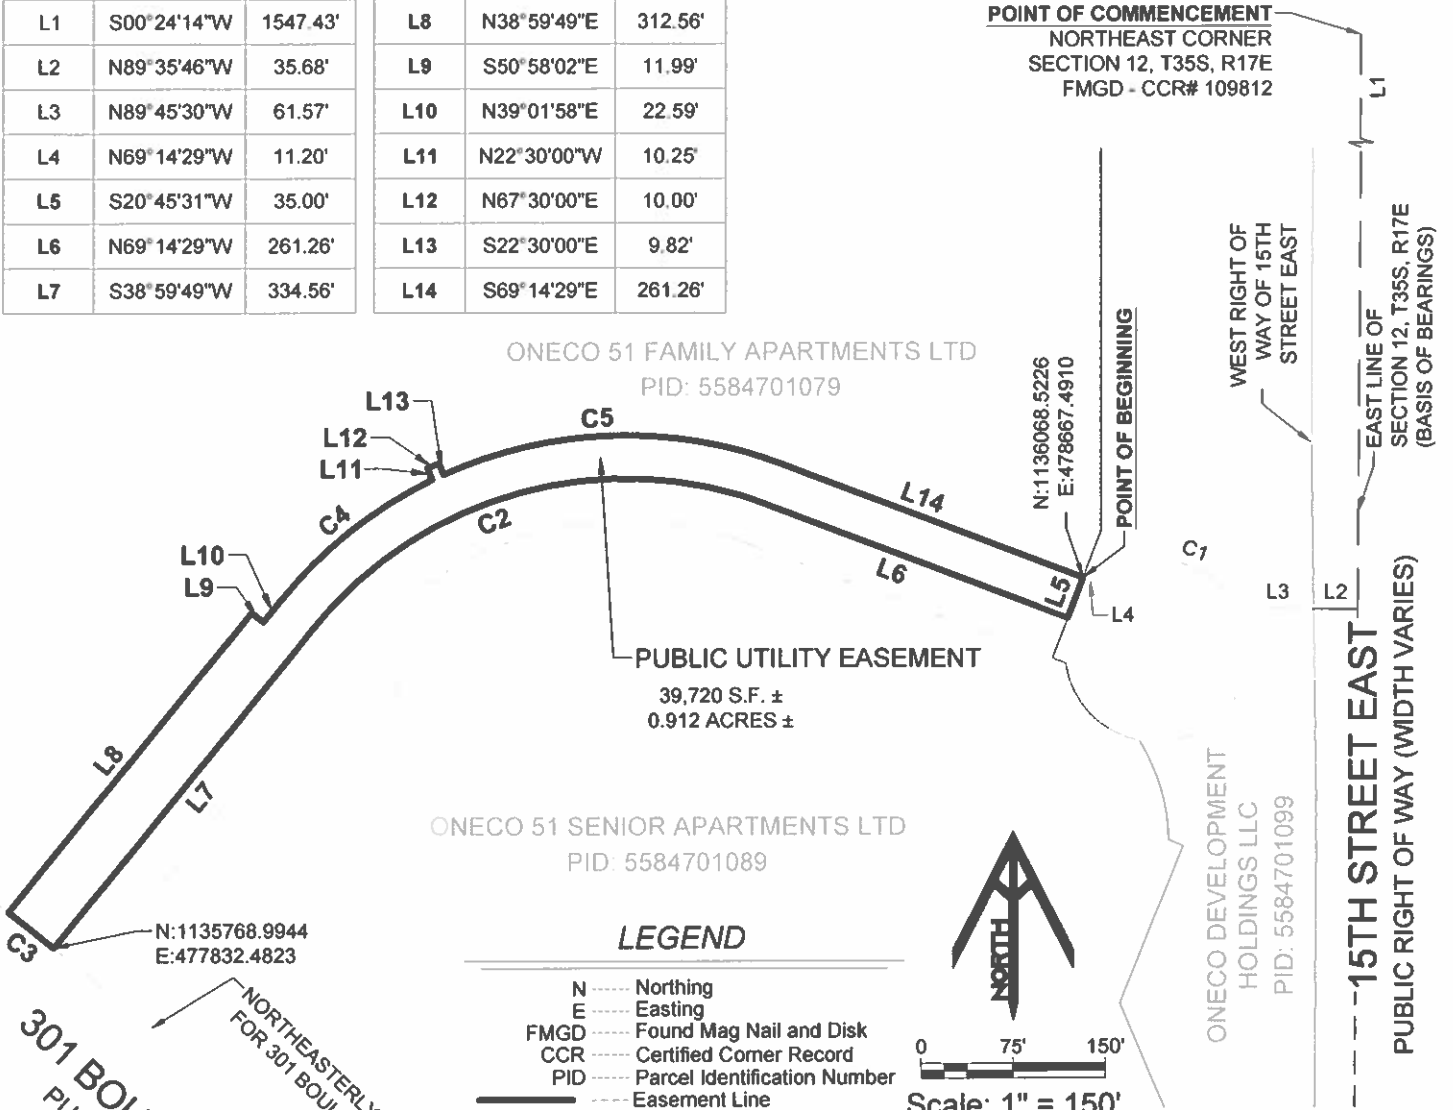 L1 S00°24'14"W 1547.43'
L2 N89°35'46"W 35.68'
L3 N89°45'30"W 61.57'
L4 N69°14'29"W 11.20'
L5 S20°45'31"W 35.00'
L6 N69°14'29"W 261.26'
L7 S38°59'49"W 334.56'
L8 N38°59'49"E 312.56'
L9 S50°58'02"E 11.99'
L10 N39°01'58"E 22.59'
L11 N22°30'00"W 10.25'
L12 N67°30'00"E 10.00'
L13 S22°30'00"E 9.82'
L14 S69°14'29"E 261.26'
POINT OF COMMENCEMENT
NORTHEAST CORNER
SECTION 12, T35S, R17E
FMGD - CCR# 109812
L1
WEST RIGHT OF
WAY OF 15TH
STREET EAST
EAST LINE OF
SECTION 12, T35S, R17E
(BASIS OF BEARINGS)
ONECO 51 FAMILY APARTMENTS LTD
PID: 5584701079
N:1136068.5226
E:478667.4910
POINT OF BEGINNING
L13
L12
L11
C5
C4
C2
L14
L10
L9
L6
L5
L4
C1
L3
L2
PUBLIC UTILITY EASEMENT
39,720 S.F. ±
0.912 ACRES ±
L8
L7
ONECO 51 SENIOR APARTMENTS LTD
PID: 5584701089
ONECO DEVELOPMENT
HOLDINGS LLC
PID: 5584701099
15TH STREET EAST
PUBLIC RIGHT OF WAY (WIDTH VARIES)
C3
N:1135768.9944
E:477832.4823
NORTHEASTERLY
FOR 301 BOUL
301 BOU
PU
LEGEND
N ----- Northing
E ----- Easting
FMGD ----- Found Mag Nail and Disk
CCR ----- Certified Corner Record
PID ----- Parcel Identification Number
----- Easement Line
NORTH
0 75' 150'
Scale: 1" = 150'